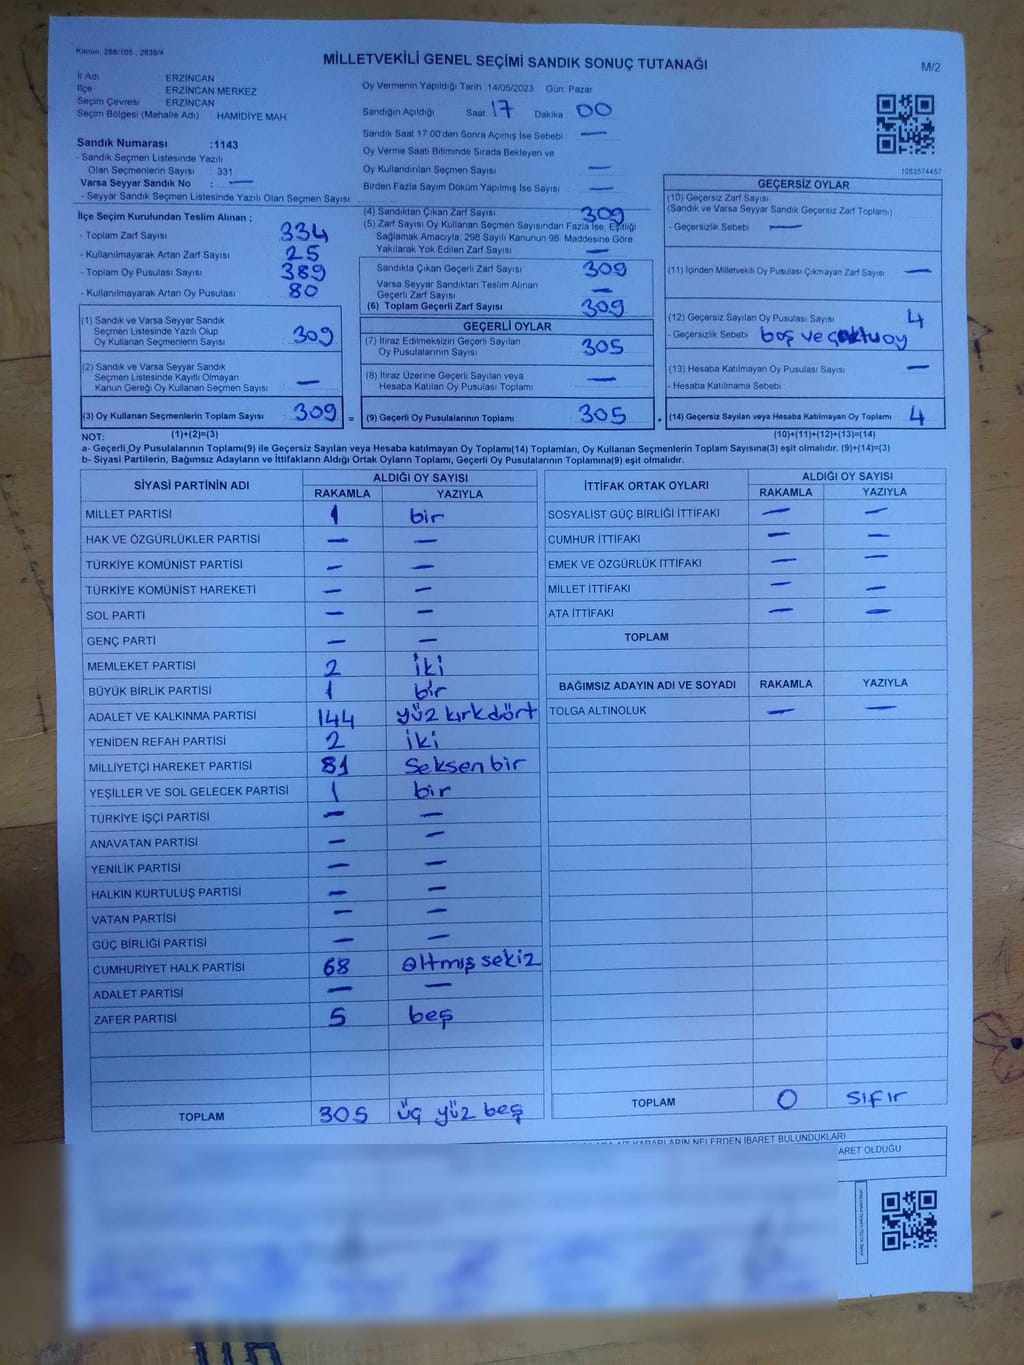 Kanun: 298/105 , 2839/4
MİLLETVEKİLİ GENEL SEÇİMİ SANDIK SONUÇ TUTANAĞI
M/2
İl Adı : ERZİNCAN
İlçe : ERZİNCAN MERKEZ
Seçim Çevresi : ERZİNCAN
Seçim Bölgesi (Mahalle Adı) : HAMİDİYE MAH
Sandık Numarası :1143
- Sandık Seçmen Listesinde Yazılı
Olan Seçmenlerin Sayısı 331
Varsa Seyyar Sandık No : —
- Seyyar Sandık Seçmen Listesinde Yazılı Olan Seçmen Sayısı
Oy Vermenin Yapıldığı Tarih :14/05/2023 Gün: Pazar
Sandığın Açıldığı Saat: 17 Dakika 00
Sandık Saat 17:00'den Sonra Açımış İse Sebebi —
Oy Verme Saati Bitiminde Sırada Bekleyen ve
Oy Kullandırılan Seçmen Sayısı —
Birden Fazla Sayım Döküm Yapılmış İse Sayısı —
1083574457
İlçe Seçim Kurulundan Teslim Alınan ;
- Toplam Zarf Sayısı 334
- Kullanılmayarak Artan Zarf Sayısı 25
- Toplam Oy Pusulası Sayısı 389
- Kullanılmayarak Artan Oy Pusulası 80
(1) Sandık ve Varsa Seyyar Sandık
Seçmen Listesinde Yazılı Olup
Oy Kullanan Seçmenlerin Sayısı 309
(2) Sandık ve Varsa Seyyar Sandık
Seçmen Listesinde Kayıtlı Olmayan
Kanun Gereği Oy Kullanan Seçmen Sayısı —
(3) Oy Kullanan Seçmenlerin Toplam Sayısı 309 =
(1)+(2)=(3)
(4) Sandıktan Çıkan Zarf Sayısı 309
(5) Zarf Sayısı Oy Kullanan Seçmen Sayısından Fazla İse, Eşitliği
Sağlamak Amacıyla; 298 Sayılı Kanunun 98. Maddesine Göre
Yakılarak Yok Edilen Zarf Sayısı —
Sandıkta Çıkan Geçerli Zarf Sayısı 309
Varsa Seyyar Sandıktan Teslim Alınan
Geçerli Zarf Sayısı —
(6) Toplam Geçerli Zarf Sayısı 309
GEÇERLİ OYLAR
(7) İtiraz Edilmeksizin Geçerli Sayılan
Oy Pusulalarının Sayısı 305
(8) İtiraz Üzerine Geçerli Sayılan veya
Hesaba Katılan Oy Pusulası Toplamı —
(9) Geçerli Oy Pusulalarının Toplamı 305 +
GEÇERSİZ OYLAR
(10) Geçersiz Zarf Sayısı
(Sandık ve Varsa Seyyar Sandık Geçersiz Zarf Toplamı)
- Geçersizlik Sebebi —
(11) İçinden Milletvekili Oy Pusulası Çıkmayan Zarf Sayısı —
(12) Geçersiz Sayılan Oy Pusulası Sayısı 4
- Geçersizlik Sebebi boş ve
(13) Hesaba Katılmayan Oy Pusulası Sayısı —
- Hesaba Katılmama Sebebi
(14) Geçersiz Sayılan veya Hesaba Katılmayan Oy Toplamı 4
(10)+(11)+(12)+(13)=(14)
NOT:
a- Geçerli Oy Pusulalarının Toplamı(9) ile Geçersiz Sayılan veya Hesaba katılmayan Oy Toplamı(14) Toplamları, Oy Kullanan Seçmenlerin Toplam Sayısına(3) eşit olmalıdır. (9)+(14)=(3)
b- Siyasi Partilerin, Bağımsız Adayların ve İttifakların Aldığı Ortak Oyların Toplamı, Geçerli Oy Pusulalarının Toplamına(9) eşit olmalıdır.
SİYASİ PARTİNİN ADI ALDIĞI OY SAYISI
RAKAMLA YAZIYLA
MİLLET PARTİSİ 1 bir
HAK VE ÖZGÜRLÜKLER PARTİSİ — —
TÜRKİYE KOMÜNİST PARTİSİ — —
TÜRKİYE KOMÜNİST HAREKETİ — —
SOL PARTİ — —
GENÇ PARTİ — —
MEMLEKET PARTİSİ 2 iki
BÜYÜK BİRLİK PARTİSİ 1 bir
ADALET VE KALKINMA PARTİSİ 144 yüz kırk dört
YENİDEN REFAH PARTİSİ 2 iki
MİLLİYETÇİ HAREKET PARTİSİ 81 Seksen bir
YEŞİLLER VE SOL GELECEK PARTİSİ 1 bir
TÜRKİYE İŞÇİ PARTİSİ — —
ANAVATAN PARTİSİ — —
YENİLİK PARTİSİ — —
HALKIN KURTULUŞ PARTİSİ — —
VATAN PARTİSİ — —
GÜÇ BİRLİĞİ PARTİSİ — —
CUMHURİYET HALK PARTİSİ 68 altmış sekiz
ADALET PARTİSİ — —
ZAFER PARTİSİ 5 beş
TOPLAM 305 üç yüz beş
İTTİFAK ORTAK OYLARI ALDIĞI OY SAYISI
RAKAMLA YAZIYLA
SOSYALİST GÜÇ BİRLİĞİ İTTİFAKI — —
CUMHUR İTTİFAKI — —
EMEK VE ÖZGÜRLÜK İTTİFAKI — —
MİLLET İTTİFAKI — —
ATA İTTİFAKI — —
TOPLAM
BAĞIMSIZ ADAYIN ADI VE SOYADI RAKAMLA YAZIYLA
TOLGA ALTINOLUK — —
TOPLAM 0 sıfır
KARARLARIN NELERDEN İBARET BULUNDUKLARI
ARET OLDUĞU